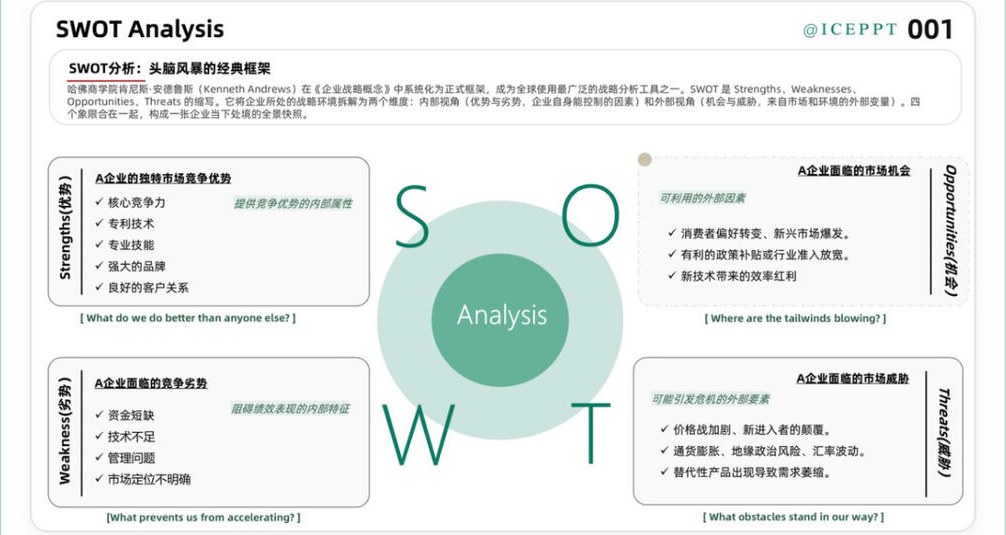 SWOT Analysis
@ICEPPT 001
SWOT分析：头脑风暴的经典框架
哈佛商学院肯尼斯·安德鲁斯（Kenneth Andrews）在《企业战略概念》中系统化为正式框架，成为全球使用最广泛的战略分析工具之一。SWOT 是 Strengths、Weaknesses、
Opportunities、Threats 的缩写。它将企业所处的战略环境拆解为两个维度：内部视角（优势与劣势，企业自身能控制的因素）和外部视角（机会与威胁，来自市场和环境的外部变量）。四
个象限合在一起，构成一张企业当下处境的全景快照。
Strengths(优势)
A企业的独特市场竞争优势
提供竞争优势的内部属性
✓ 核心竞争力
✓ 专利技术
✓ 专业技能
✓ 强大的品牌
✓ 良好的客户关系
[ What do we do better than anyone else? ]
S
O
W
T
Analysis
Opportunities(机会)
A企业面临的市场机会
可利用的外部因素
✓ 消费者偏好转变、新兴市场爆发。
✓ 有利的政策补贴或行业准入放宽。
✓ 新技术带来的效率红利
[ Where are the tailwinds blowing? ]
Weakness(劣势)
A企业面临的竞争劣势
阻碍绩效表现的内部特征
✓ 资金短缺
✓ 技术不足
✓ 管理问题
✓ 市场定位不明确
[What prevents us from accelerating? ]
Threats(威胁)
A企业面临的市场威胁
可能引发危机的外部要素
✓ 价格战加剧、新进入者的颠覆。
✓ 通货膨胀、地缘政治风险、汇率波动。
✓ 替代性产品出现导致需求萎缩。
[ What obstacles stand in our way? ]